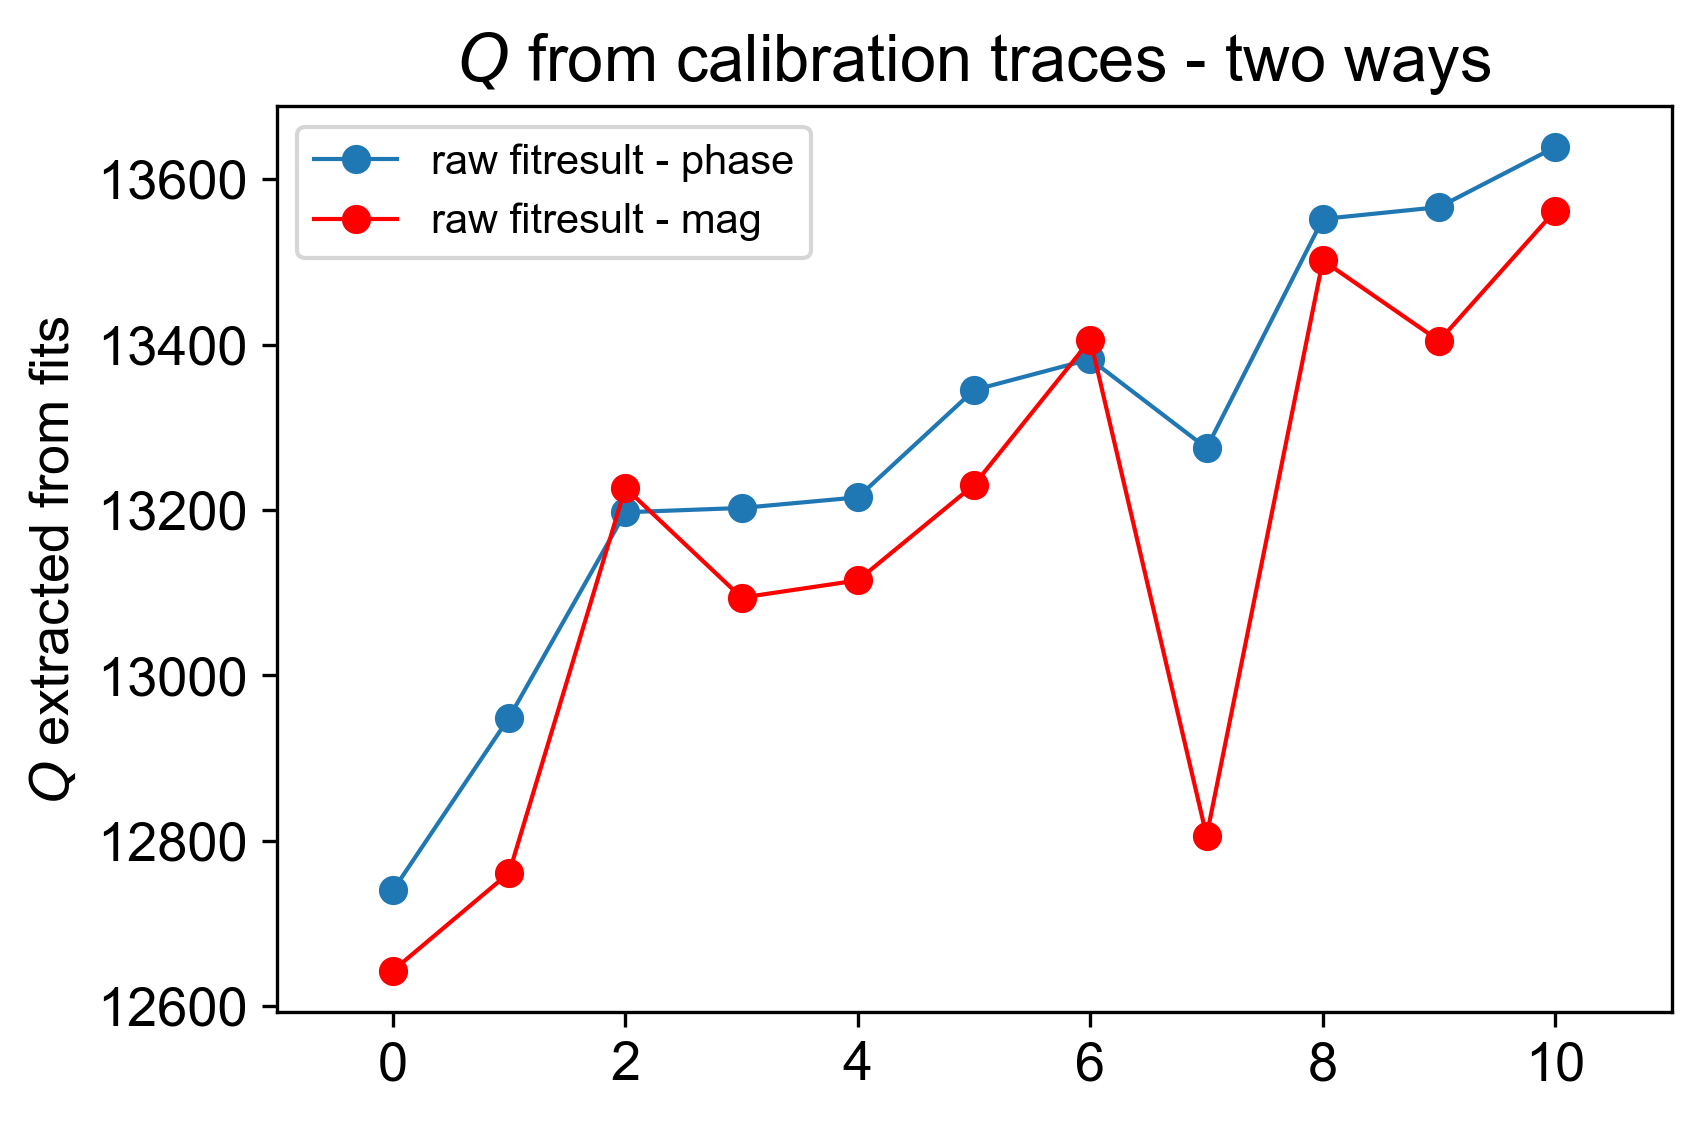 Q from calibration traces - two ways
raw fitresult - phase
raw fitresult - mag
Q extracted from fits
13600
13400
13200
13000
12800
12600
0 2 4 6 8 10